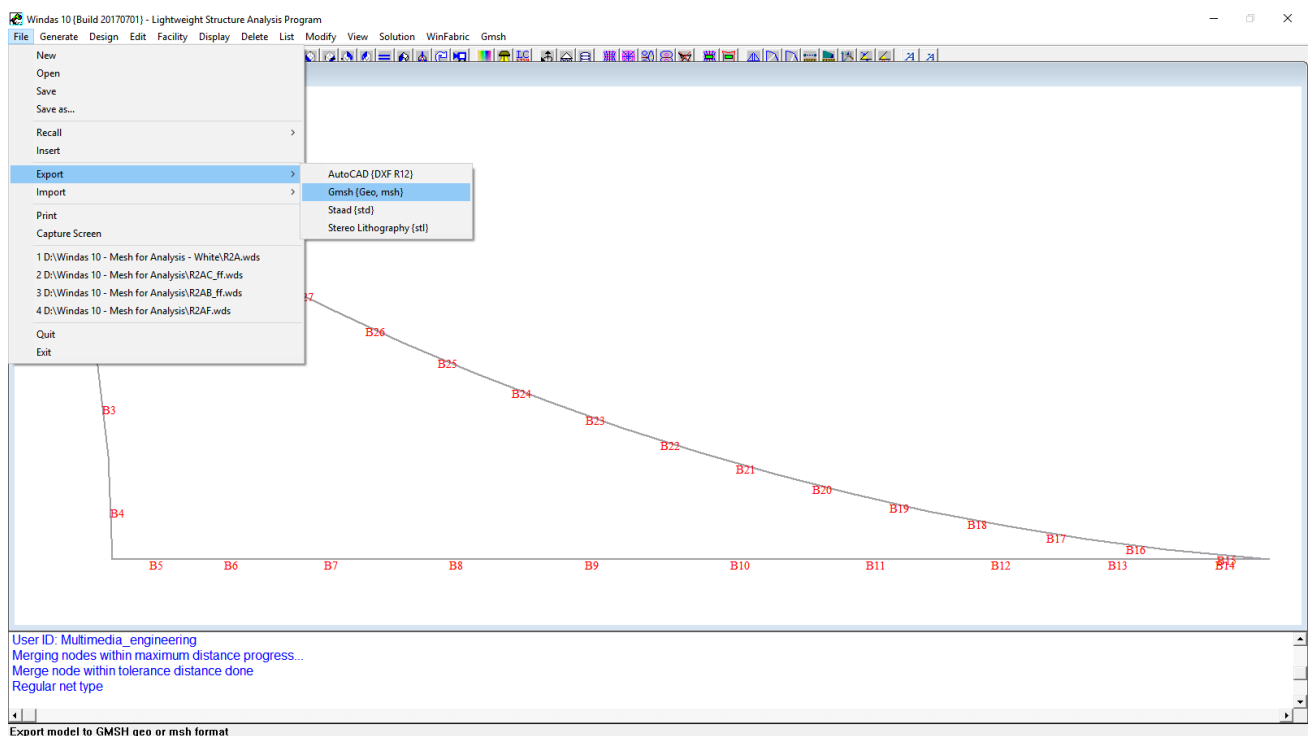 Windas 10 {Build 20170701} - Lightweight Structure Analysis Program
File Generate Design Edit Facility Display Delete List Modify View Solution WinFabric Gmsh
New
Open
Save
Save as...
Recall
Insert
Export
AutoCAD {DXF R12}
Import
Gmsh {Geo, msh}
Staad {std}
Print
Stereo Lithography {stl}
Capture Screen
1 D:\Windas 10 - Mesh for Analysis - White\R2A.wds
2 D:\Windas 10 - Mesh for Analysis\R2AC_ff.wds
3 D:\Windas 10 - Mesh for Analysis\R2AB_ff.wds
4 D:\Windas 10 - Mesh for Analysis\R2AF.wds
Quit
Exit
B26
B25
B24
B3
B23
B22
B21
B20
B19
B4
B18
B17
B16
B5 B6 B7 B8 B9 B10 B11 B12 B13 B14
B15
User ID: Multimedia_engineering
Merging nodes within maximum distance progress...
Merge node within tolerance distance done
Regular net type
Export model to GMSH geo or msh format